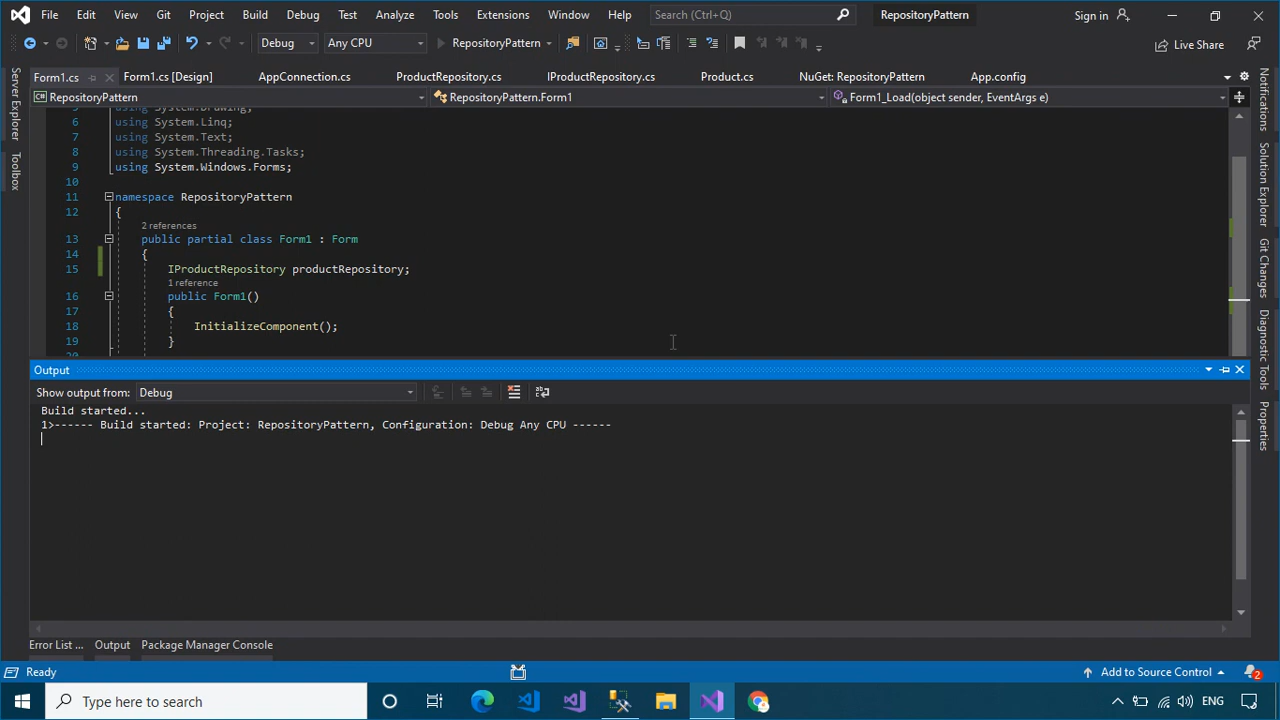 File Edit View Git Project Build Debug Test Analyze Tools Extensions Window Help Search (Ctrl+Q) RepositoryPattern Sign in
Debug Any CPU RepositoryPattern Live Share
Form1.cs Form1.cs [Design] AppConnection.cs ProductRepository.cs IProductRepository.cs Product.cs NuGet: RepositoryPattern App.config
RepositoryPattern RepositoryPattern.Form1 Form1_Load(object sender, EventArgs e)
Server Explorer
Toolbox
5 using System.Drawing;
6 using System.Linq;
7 using System.Text;
8 using System.Threading.Tasks;
9 using System.Windows.Forms;
10
11 namespace RepositoryPattern
12 {
2 references
13 public partial class Form1 : Form
14 {
15 IProductRepository productRepository;
1 reference
16 public Form1()
17 {
18 InitializeComponent();
19 }
20
Notifications
Solution Explorer
Git Changes
Diagnostic Tools
Properties
Output
Show output from: Debug
Build started...
1>------ Build started: Project: RepositoryPattern, Configuration: Debug Any CPU ------
Error List ... Output Package Manager Console
Ready Add to Source Control 2
Type here to search ENG